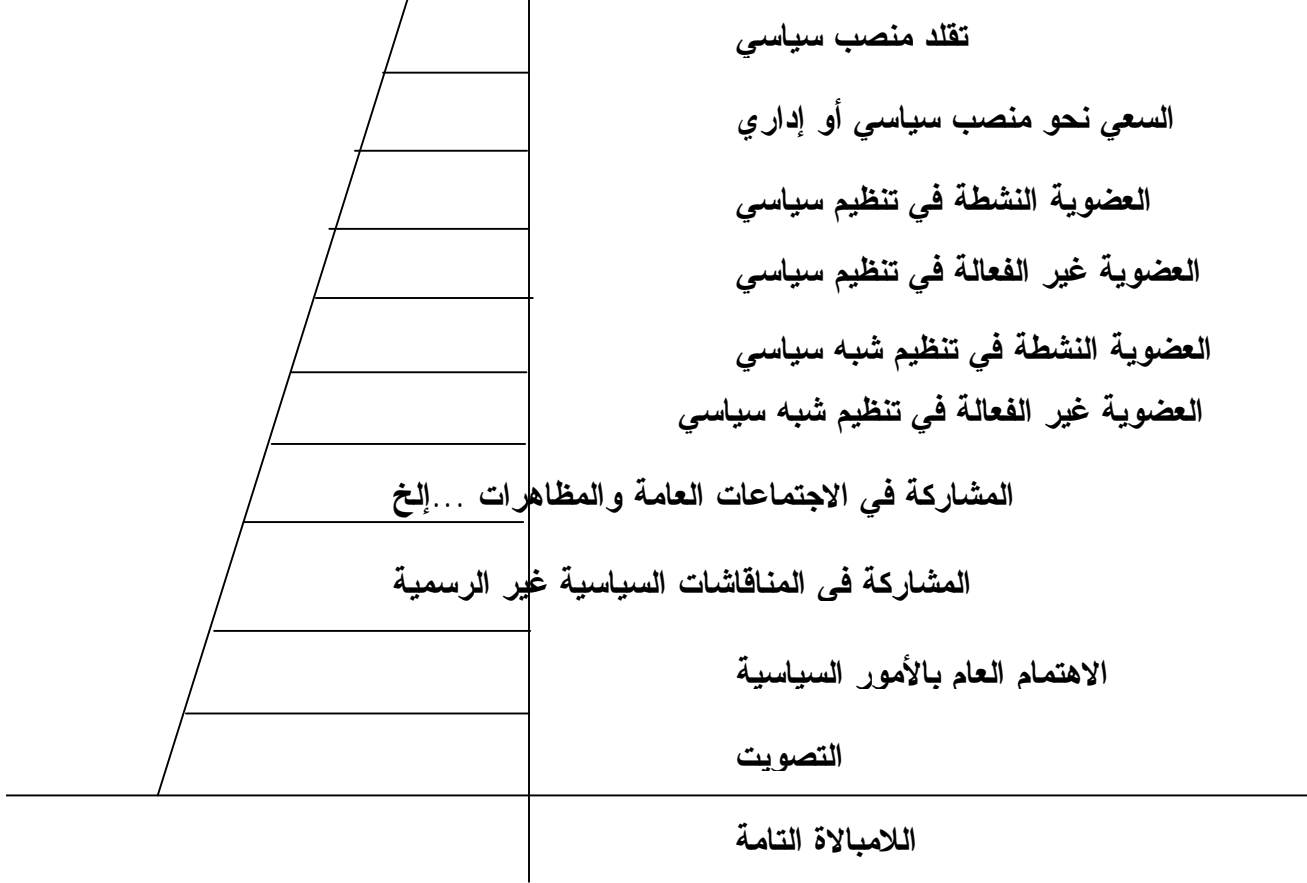 تقلد منصب سياسي
السعي نحو منصب سياسي أو إداري
العضوية النشطة في تنظيم سياسي
العضوية غير الفعالة في تنظيم سياسي
العضوية النشطة في تنظيم شبه سياسي
العضوية غير الفعالة في تنظيم شبه سياسي
المشاركة في الاجتماعات العامة والمظاهرات ...إلخ
المشاركة في المناقاشات السياسية غير الرسمية
الاهتمام العام بالأمور السياسية
التصويت
اللامبالاة التامة